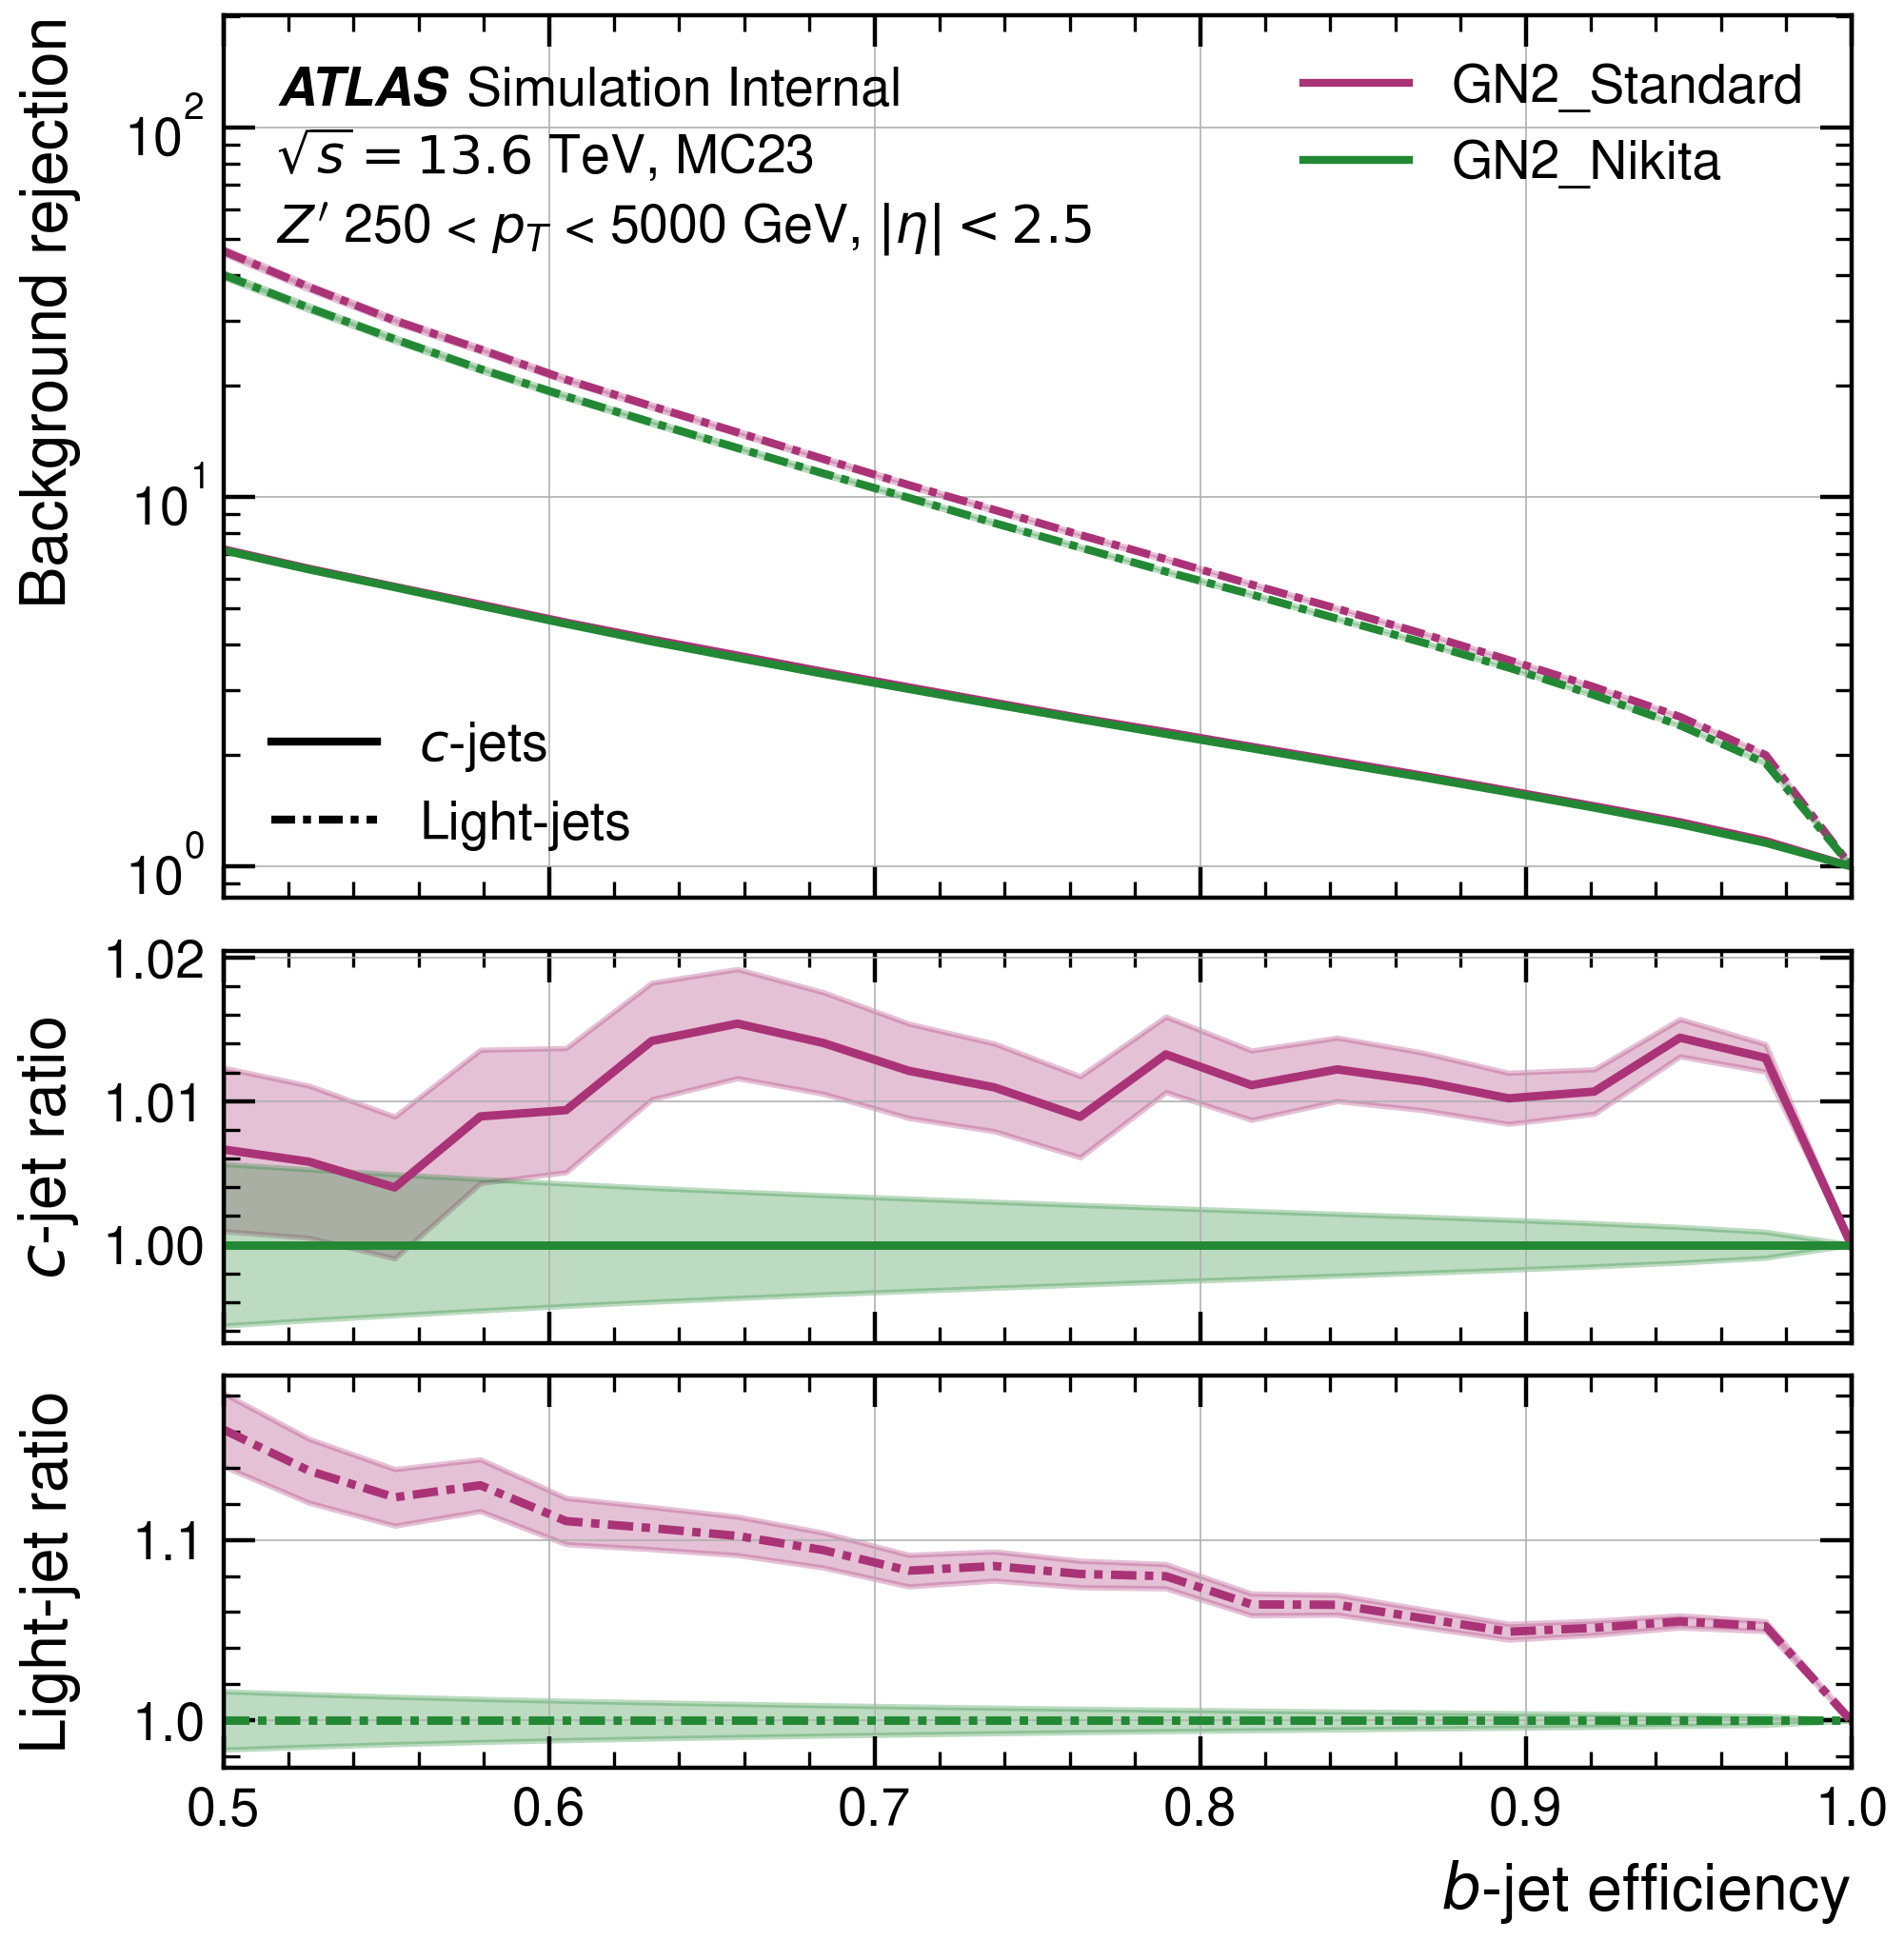 ATLAS Simulation Internal
√s = 13.6 TeV, MC23
Z′ 250 < pT < 5000 GeV, |η| < 2.5
GN2_Standard
GN2_Nikita
Background rejection
10^2
10^1
10^0
c-jets
Light-jets
c-jet ratio
1.02
1.01
1.00
Light-jet ratio
1.1
1.0
0.5 0.6 0.7 0.8 0.9 1.0
b-jet efficiency